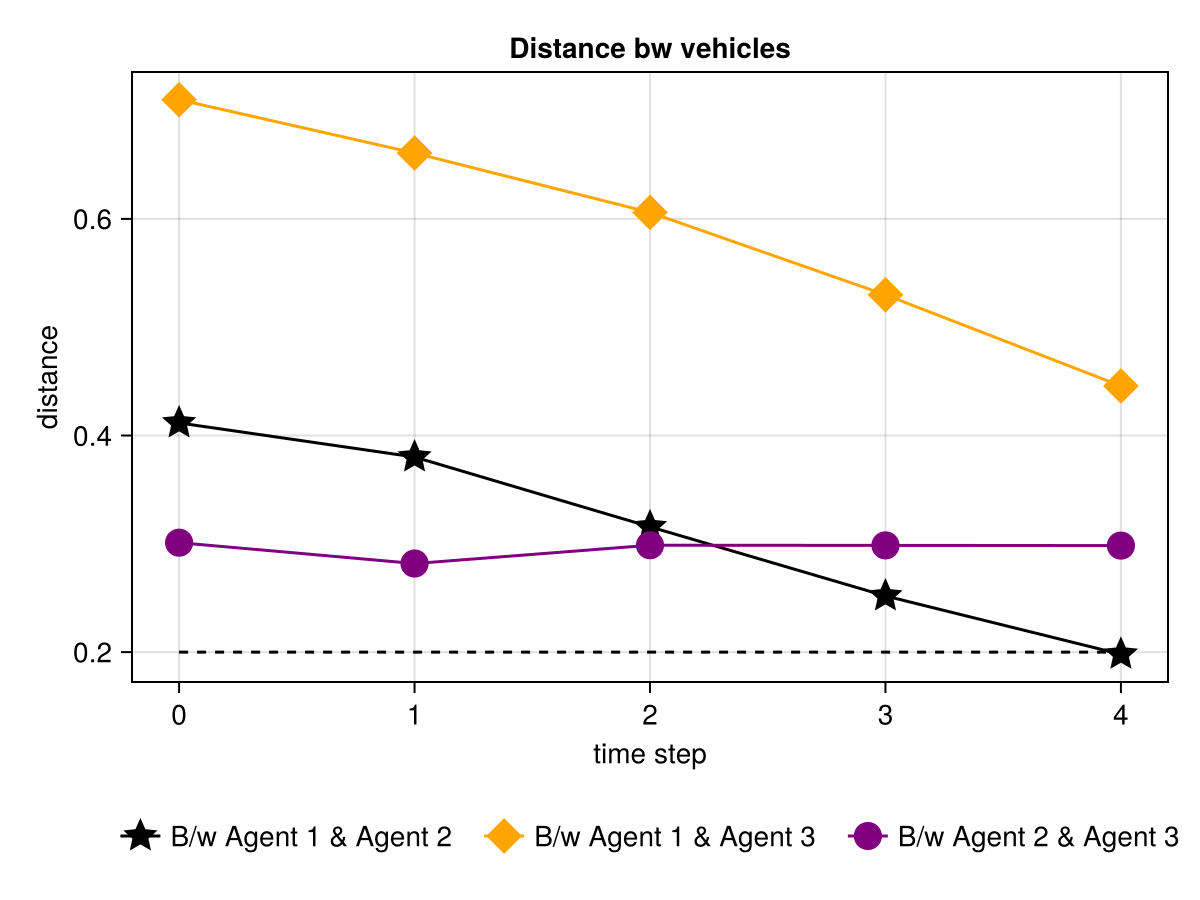 Distance bw vehicles
distance
0.6
0.4
0.2
0 1 2 3 4
time step
B/w Agent 1 & Agent 2 B/w Agent 1 & Agent 3 B/w Agent 2 & Agent 3